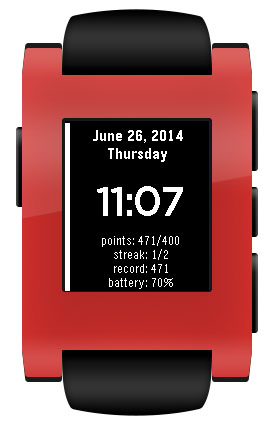 June 26, 2014
Thursday
11:07
points: 471/400
streak: 1/2
record: 471
battery: 70%